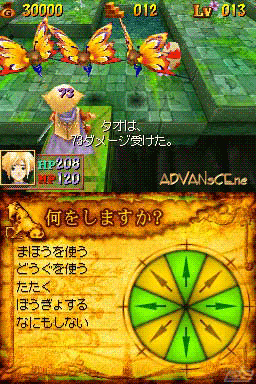 G 30000 012 Lv 013
73
タオは、
73ダメージ受けた。
HP208
MP120
ADVANsCEne
何をしますか?
まほうを使う
どうぐを使う
たたく
ぼうぎょする
なにもしない